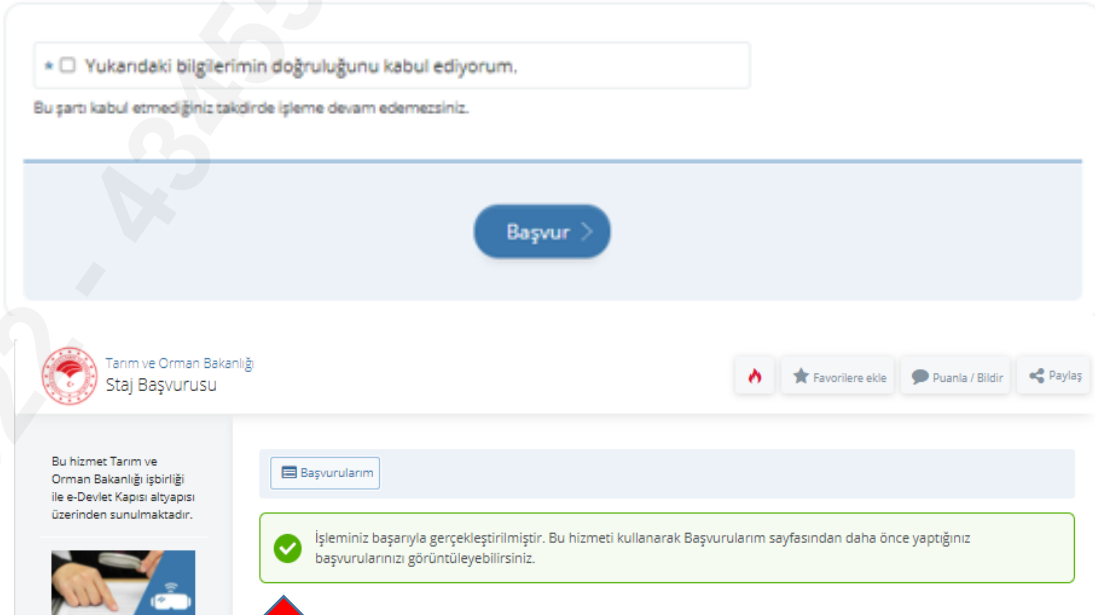 * Yukarıdaki bilgilerimin doğruluğunu kabul ediyorum.
Bu şartı kabul etmediğiniz takdirde işleme devam edemezsiniz.
Başvur
Tarım ve Orman Bakanlığı
Staj Başvurusu
Favorilere ekle
Puanla / Bildir
Paylaş
Bu hizmet Tarım ve
Orman Bakanlığı işbirliği
ile e-Devlet Kapısı altyapısı
üzerinden sunulmaktadır.
Başvurularım
İşleminiz başarıyla gerçekleştirilmiştir. Bu hizmeti kullanarak Başvurularım sayfasından daha önce yaptığınız
başvurularınızı görüntüleyebilirsiniz.